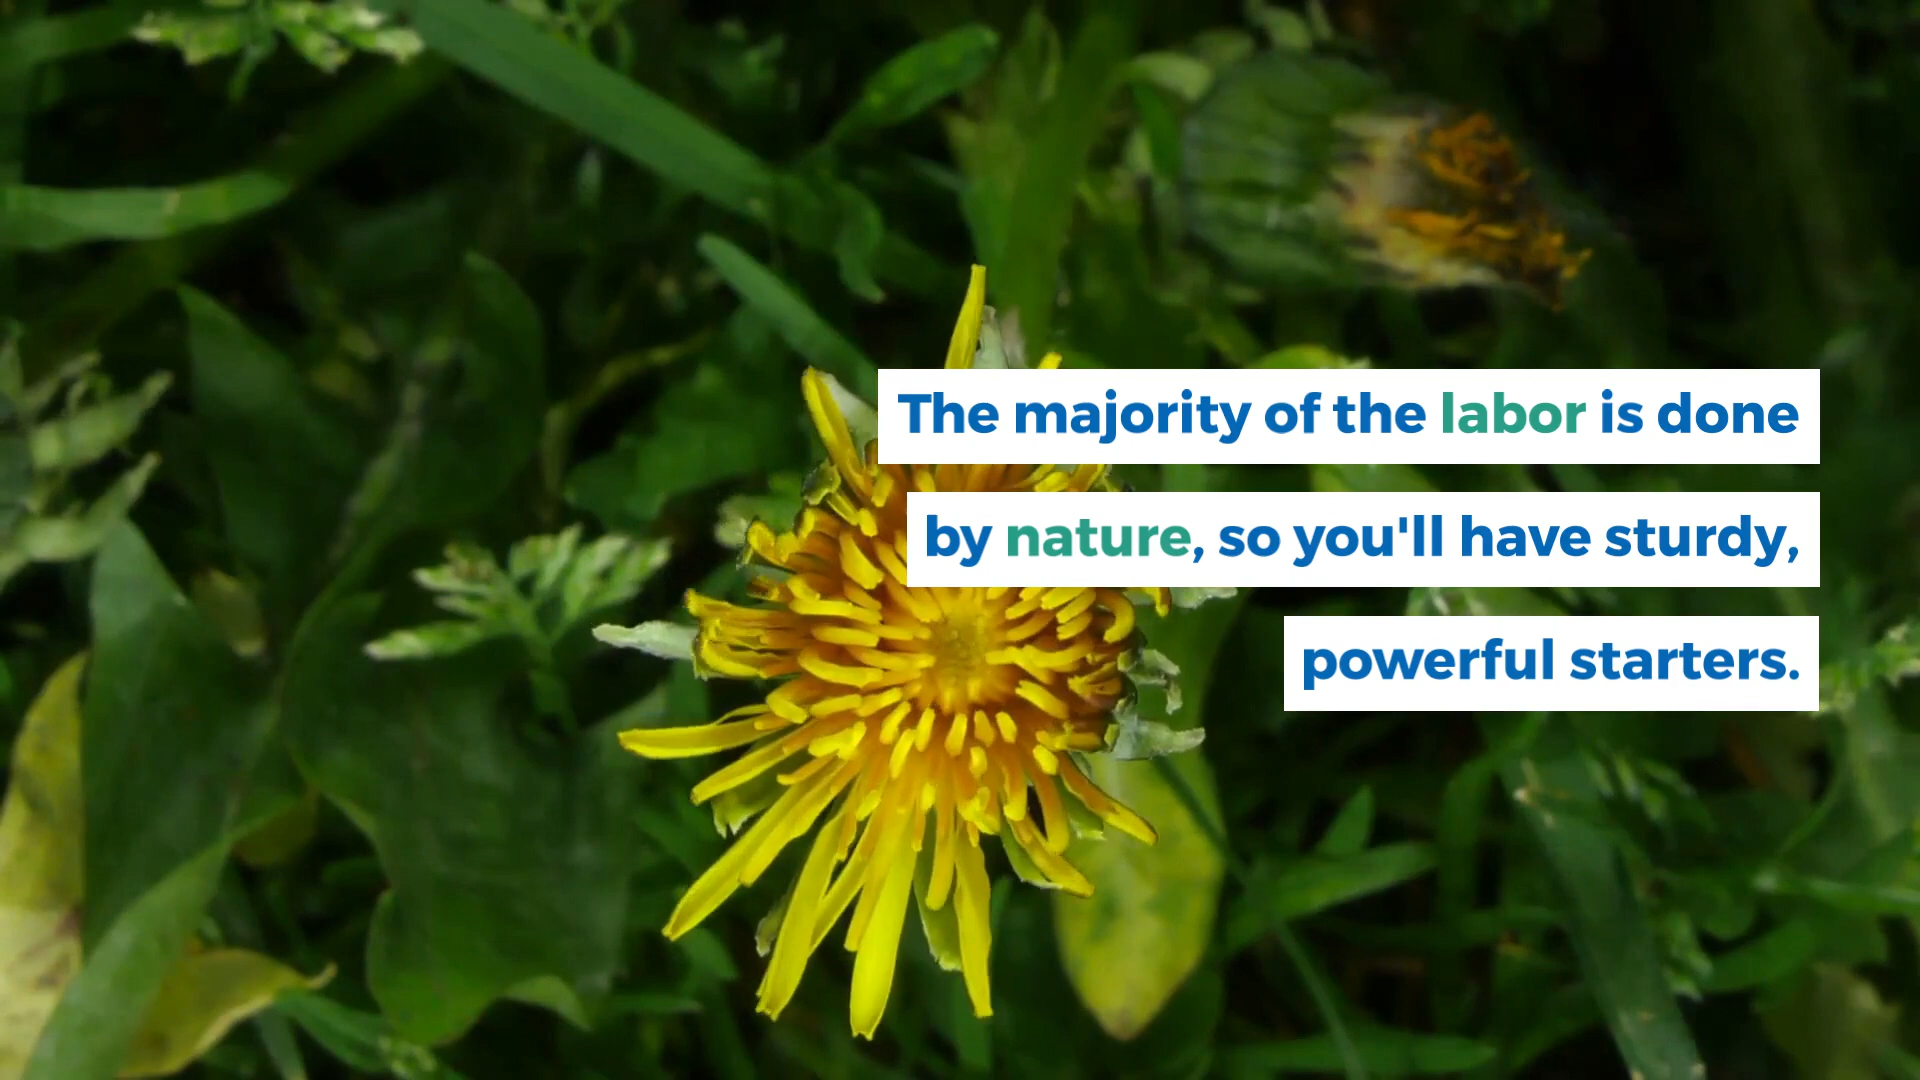 The majority of the labor is done
by nature, so you'll have sturdy,
powerful starters.